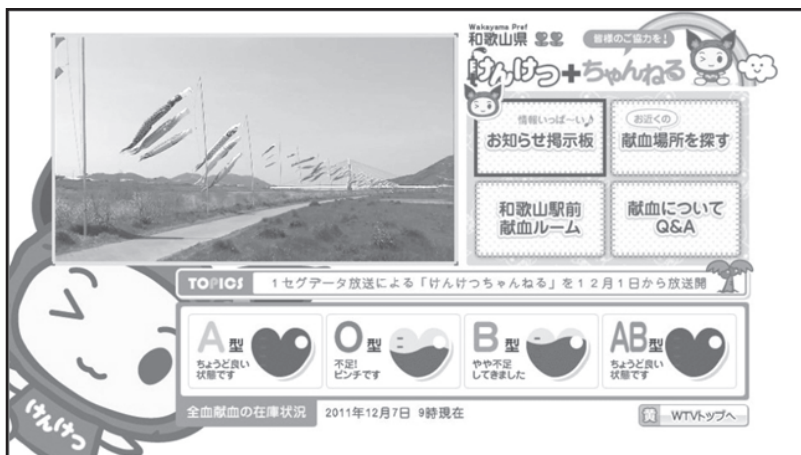 Wakayama Pref
和歌山県
皆様のご協力を!
けんけつ+ちゃんねる
情報いっぱ〜い♪
お知らせ掲示板
お近くの
献血場所を探す
和歌山駅前
献血ルーム
献血について
Q&A
TOPICS
1セグデータ放送による「けんけつちゃんねる」を12月1日から放送開
A型
ちょうど良い
状態です
O型
不足!
ピンチです
B型
やや不足
してきました
AB型
ちょうど良い
状態です
けんけつ
全血献血の在庫状況
2011年12月7日 9時現在
黄 WTVトップへ